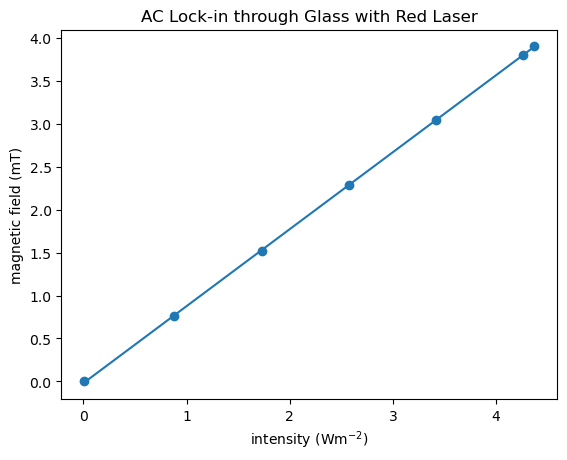 AC Lock-in through Glass with Red Laser
4.0
3.5
3.0
2.5
2.0
1.5
1.0
0.5
0.0
magnetic field (mT)
0 1 2 3 4
intensity (Wm⁻²)